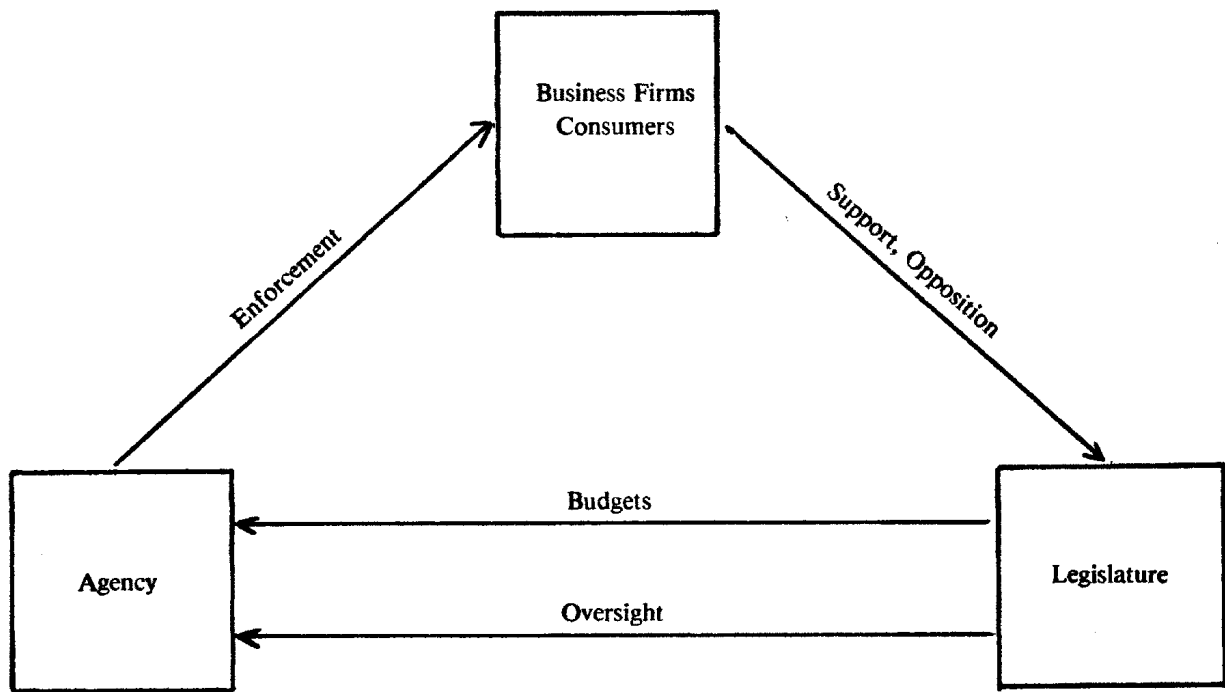 Business Firms
Consumers
Enforcement
Support, Opposition
Budgets
Agency
Legislature
Oversight